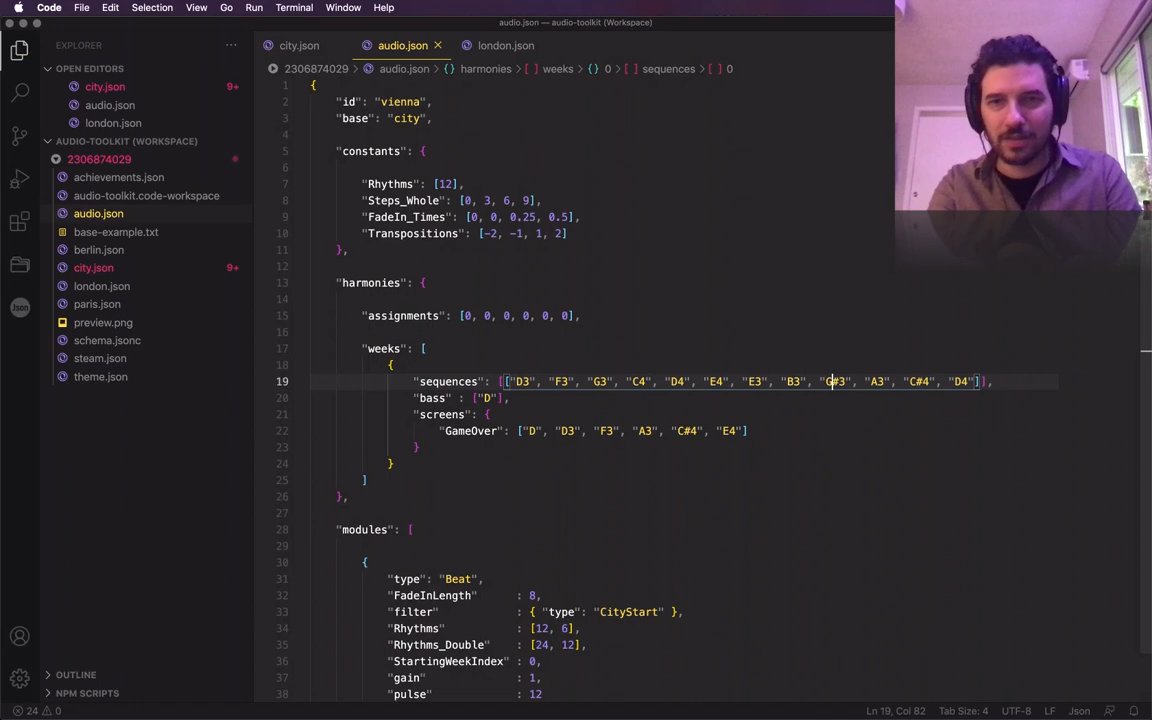 Code File Edit Selection View Go Run Terminal Window Help
audio.json — audio-toolkit (Workspace)
EXPLORER
OPEN EDITORS
city.json 9+
audio.json
london.json
AUDIO-TOOLKIT (WORKSPACE)
2306874029
achievements.json
audio-toolkit.code-workspace
audio.json
base-example.txt
berlin.json
city.json 9+
london.json
paris.json
preview.png
schema.jsonc
steam.json
theme.json
Json
OUTLINE
NPM SCRIPTS
city.json audio.json london.json
2306874029 > audio.json > {} harmonies > [ ] weeks > {} 0 > [ ] sequences > [ ] 0
1 {
2 "id": "vienna",
3 "base": "city",
4
5 "constants": {
6
7 "Rhythms": [12],
8 "Steps_Whole": [0, 3, 6, 9],
9 "FadeIn_Times": [0, 0, 0.25, 0.5],
10 "Transpositions": [-2, -1, 1, 2]
11 },
12
13 "harmonies": {
14
15 "assignments": [0, 0, 0, 0, 0, 0],
16
17 "weeks": [
18 {
19 "sequences": [["D3", "F3", "G3", "C4", "D4", "E4", "E3", "B3", "G#3", "A3", "C#4", "D4"]],
20 "bass" : ["D"],
21 "screens": {
22 "GameOver": ["D", "D3", "F3", "A3", "C#4", "E4"]
23 }
24 }
25 ]
26 },
27
28 "modules": [
29
30 {
31 "type": "Beat",
32 "FadeInLength" : 8,
33 "filter" : { "type": "CityStart" },
34 "Rhythms" : [12, 6],
35 "Rhythms_Double" : [24, 12],
36 "StartingWeekIndex" : 0,
37 "gain" : 1,
38 "pulse" : 12
24 0
Ln 19, Col 82 Tab Size: 4 UTF-8 LF Json